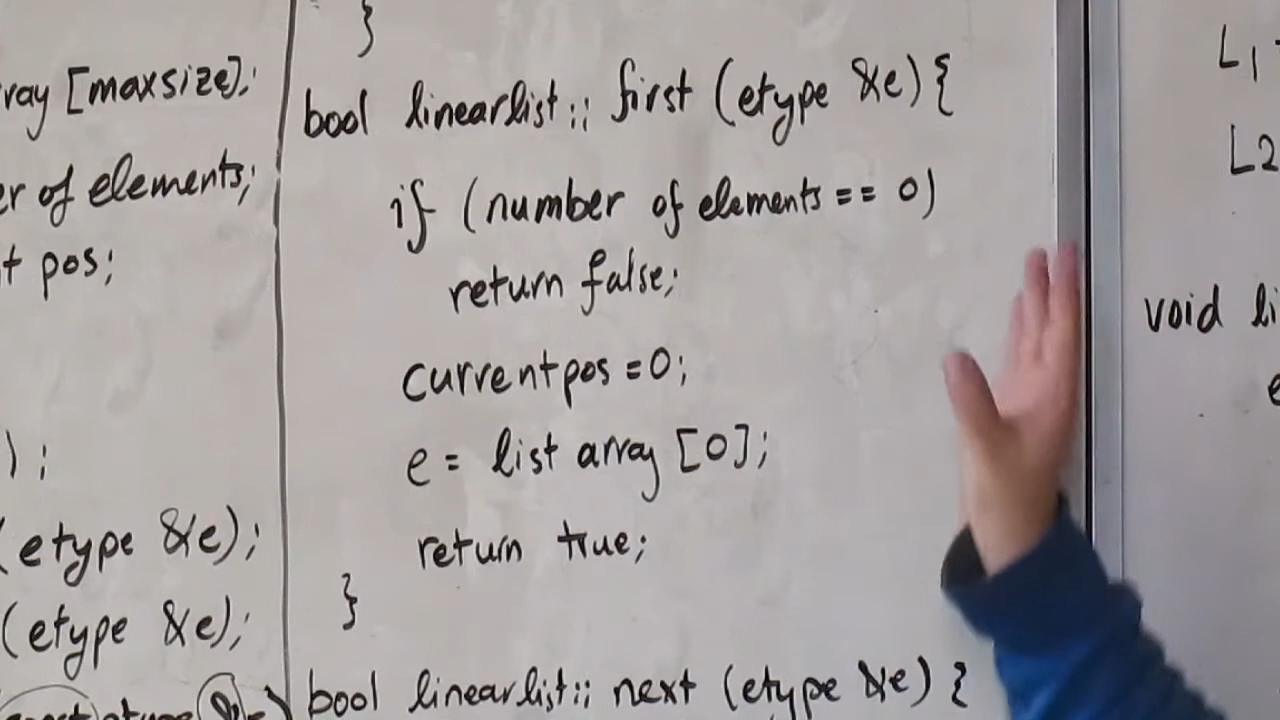 ray [maxsize];
er of elements;
t pos;
);
(etype &e);
(etype &e);
}
bool linearlist:: first (etype &e) {
if (number of elements == 0)
return false;
currentpos = 0;
e = list array [0];
return true;
}
bool linearlist:: next (etype &e) {
L1
L2
void li
e